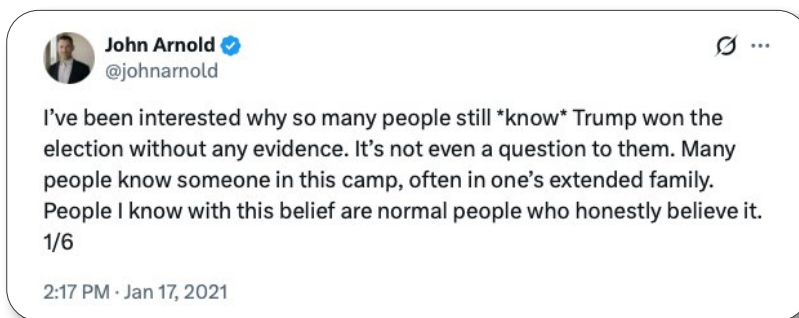 John Arnold
@johnarnold
I’ve been interested why so many people still *know* Trump won the
election without any evidence. It’s not even a question to them. Many
people know someone in this camp, often in one’s extended family.
People I know with this belief are normal people who honestly believe it.
1/6
2:17 PM · Jan 17, 2021